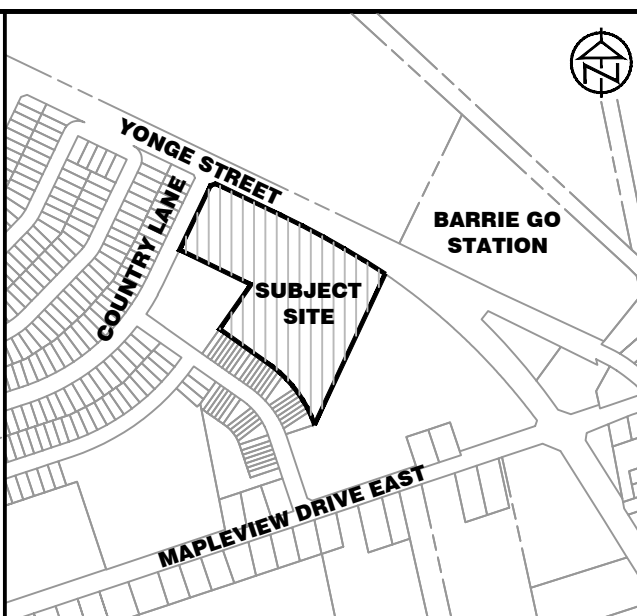 N
YONGE STREET
BARRIE GO
STATION
COUNTRY LANE
SUBJECT
SITE
MAPLEVIEW DRIVE EAST